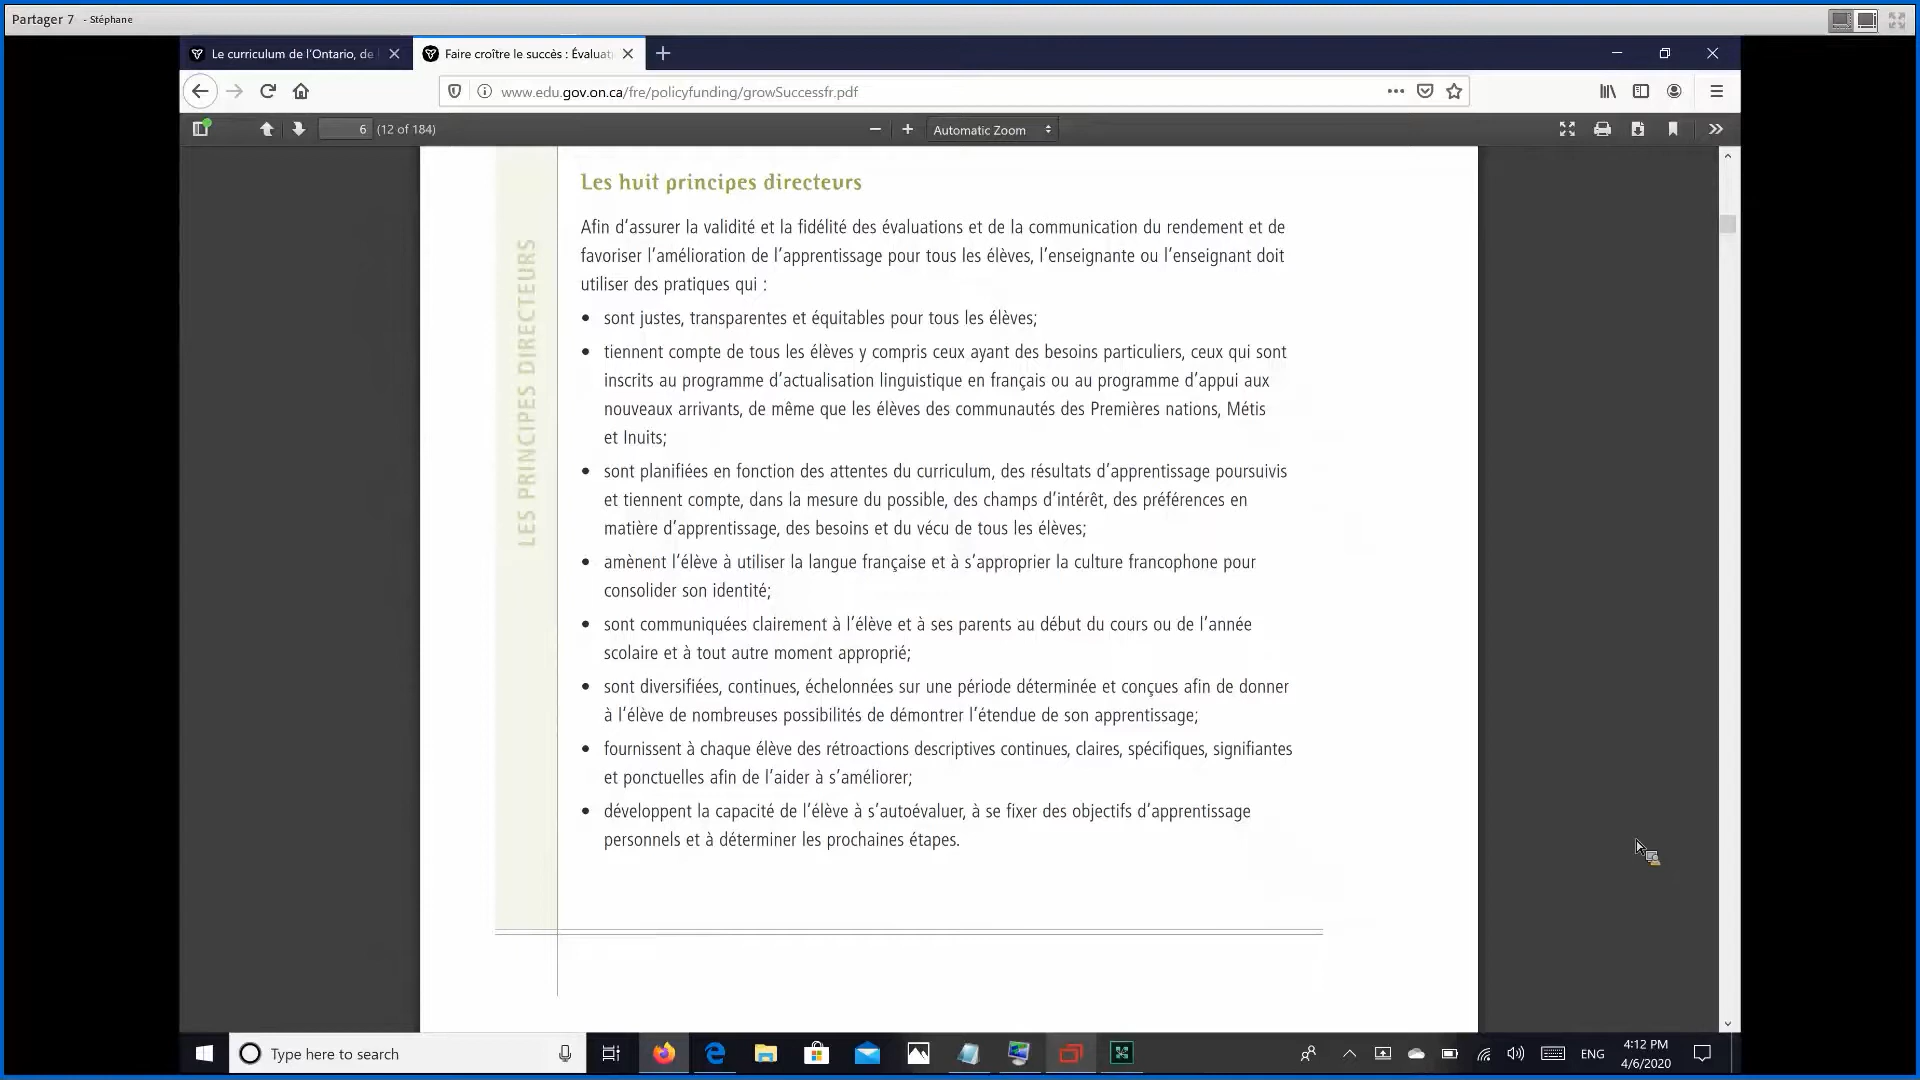 Partager 7 - Stéphane
Le curriculum de l'Ontario, de
Faire croître le succès : Évaluat
www.edu.gov.on.ca/fre/policyfunding/growSuccessfr.pdf
6 (12 of 184)
Automatic Zoom
LES PRINCIPES DIRECTEURS
Les huit principes directeurs
Afin d'assurer la validité et la fidélité des évaluations et de la communication du rendement et de
favoriser l'amélioration de l'apprentissage pour tous les élèves, l'enseignante ou l'enseignant doit
utiliser des pratiques qui :
• sont justes, transparentes et équitables pour tous les élèves;
• tiennent compte de tous les élèves y compris ceux ayant des besoins particuliers, ceux qui sont
inscrits au programme d'actualisation linguistique en français ou au programme d'appui aux
nouveaux arrivants, de même que les élèves des communautés des Premières nations, Métis
et Inuits;
• sont planifiées en fonction des attentes du curriculum, des résultats d'apprentissage poursuivis
et tiennent compte, dans la mesure du possible, des champs d'intérêt, des préférences en
matière d'apprentissage, des besoins et du vécu de tous les élèves;
• amènent l'élève à utiliser la langue française et à s'approprier la culture francophone pour
consolider son identité;
• sont communiquées clairement à l'élève et à ses parents au début du cours ou de l'année
scolaire et à tout autre moment approprié;
• sont diversifiées, continues, échelonnées sur une période déterminée et conçues afin de donner
à l'élève de nombreuses possibilités de démontrer l'étendue de son apprentissage;
• fournissent à chaque élève des rétroactions descriptives continues, claires, spécifiques, signifiantes
et ponctuelles afin de l'aider à s'améliorer;
• développent la capacité de l'élève à s'autoévaluer, à se fixer des objectifs d'apprentissage
personnels et à déterminer les prochaines étapes.
Type here to search
ENG
4:12 PM
4/6/2020